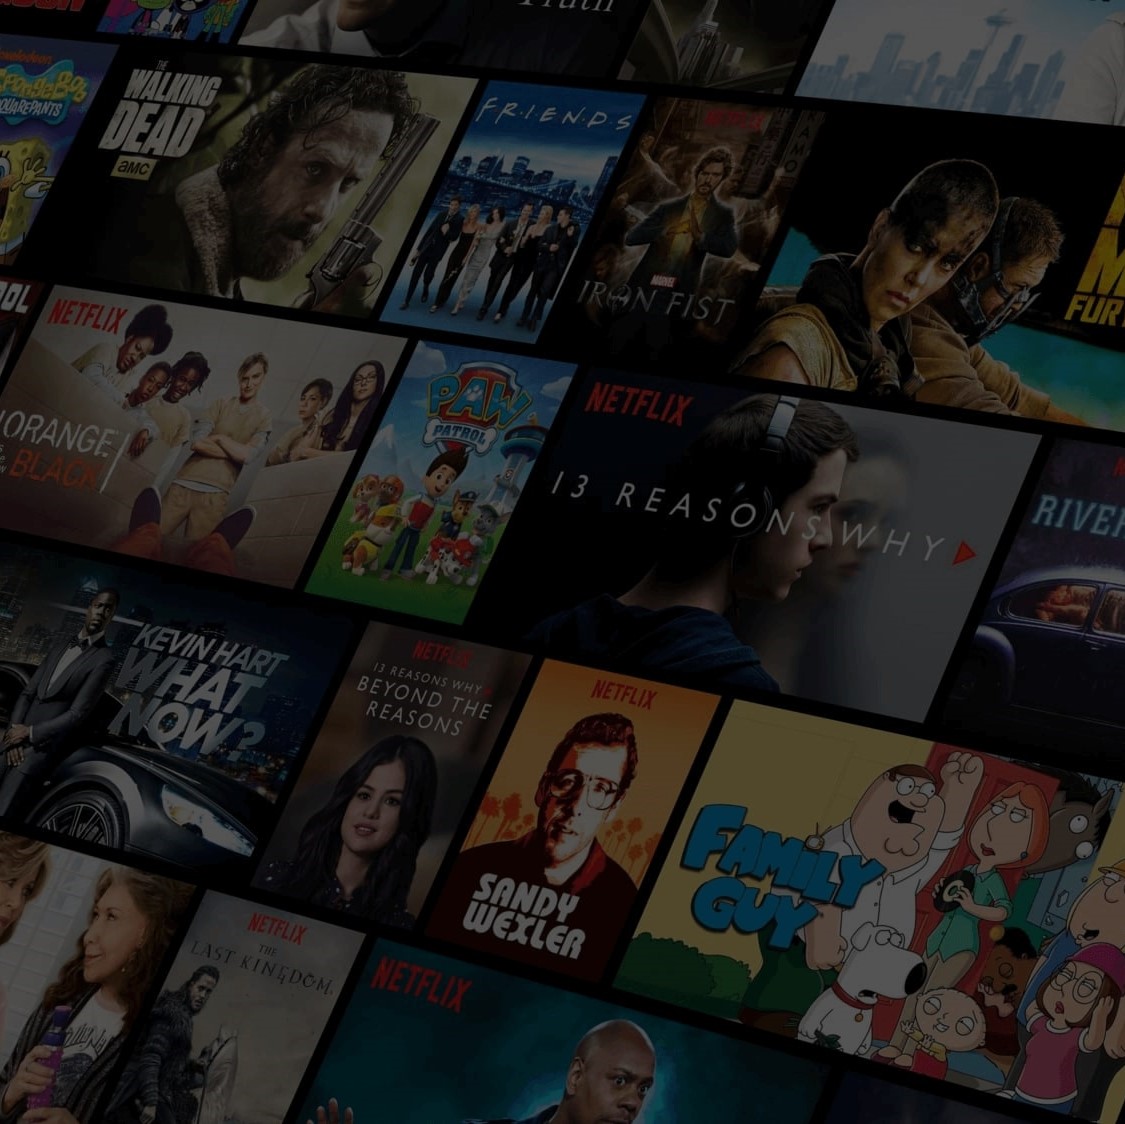 Truth
SpongeBob
SQUAREPANTS
THE
WALKING
DEAD
amc
FRIENDS
NETFLIX
MARVEL
IRON FIST
NETFLIX
ORANGE
BLACK
PAW
PATROL
NETFLIX
13 REASONS WHY
KEVIN HART
WHAT
NOW?
NETFLIX
13 REASONS WHY
BEYOND THE
REASONS
NETFLIX
SANDY
WEXLER
FAMILY
GUY
NETFLIX
THE
LAST KINGDOM
NETFLIX